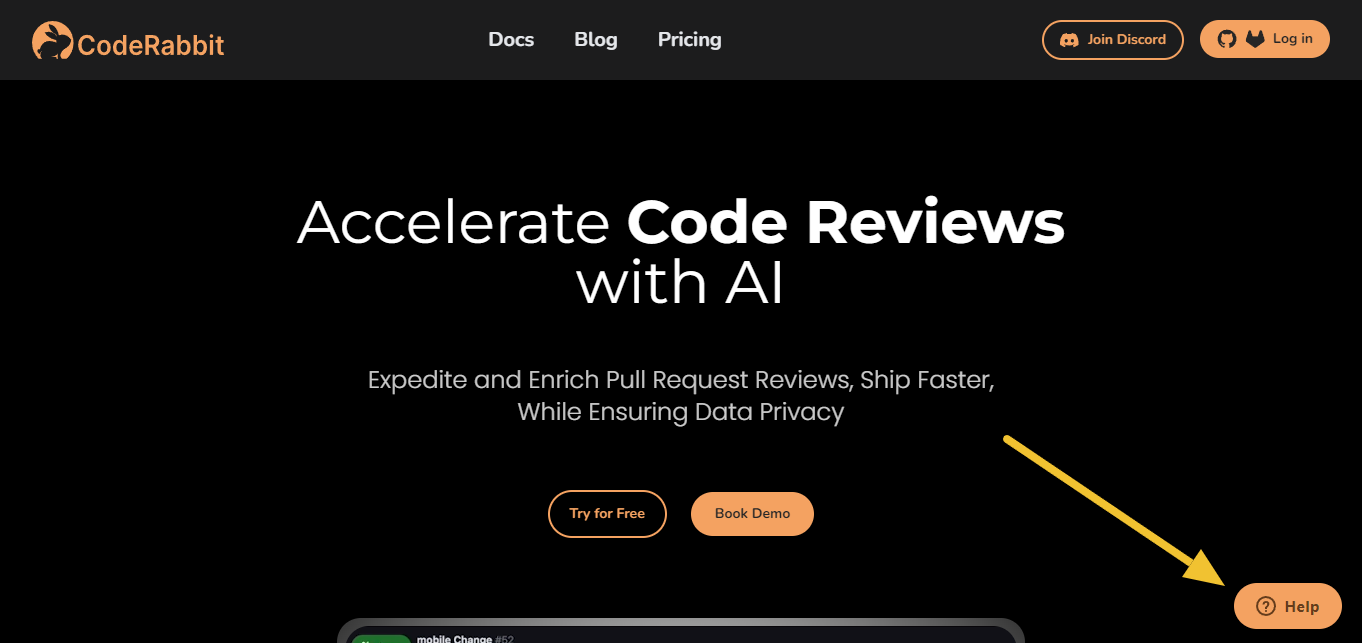 CodeRabbit
Docs
Blog
Pricing
Join Discord
Log in
Accelerate Code Reviews
with AI
Expedite and Enrich Pull Request Reviews, Ship Faster,
While Ensuring Data Privacy
Try for Free
Book Demo
Help
mobile Change #52